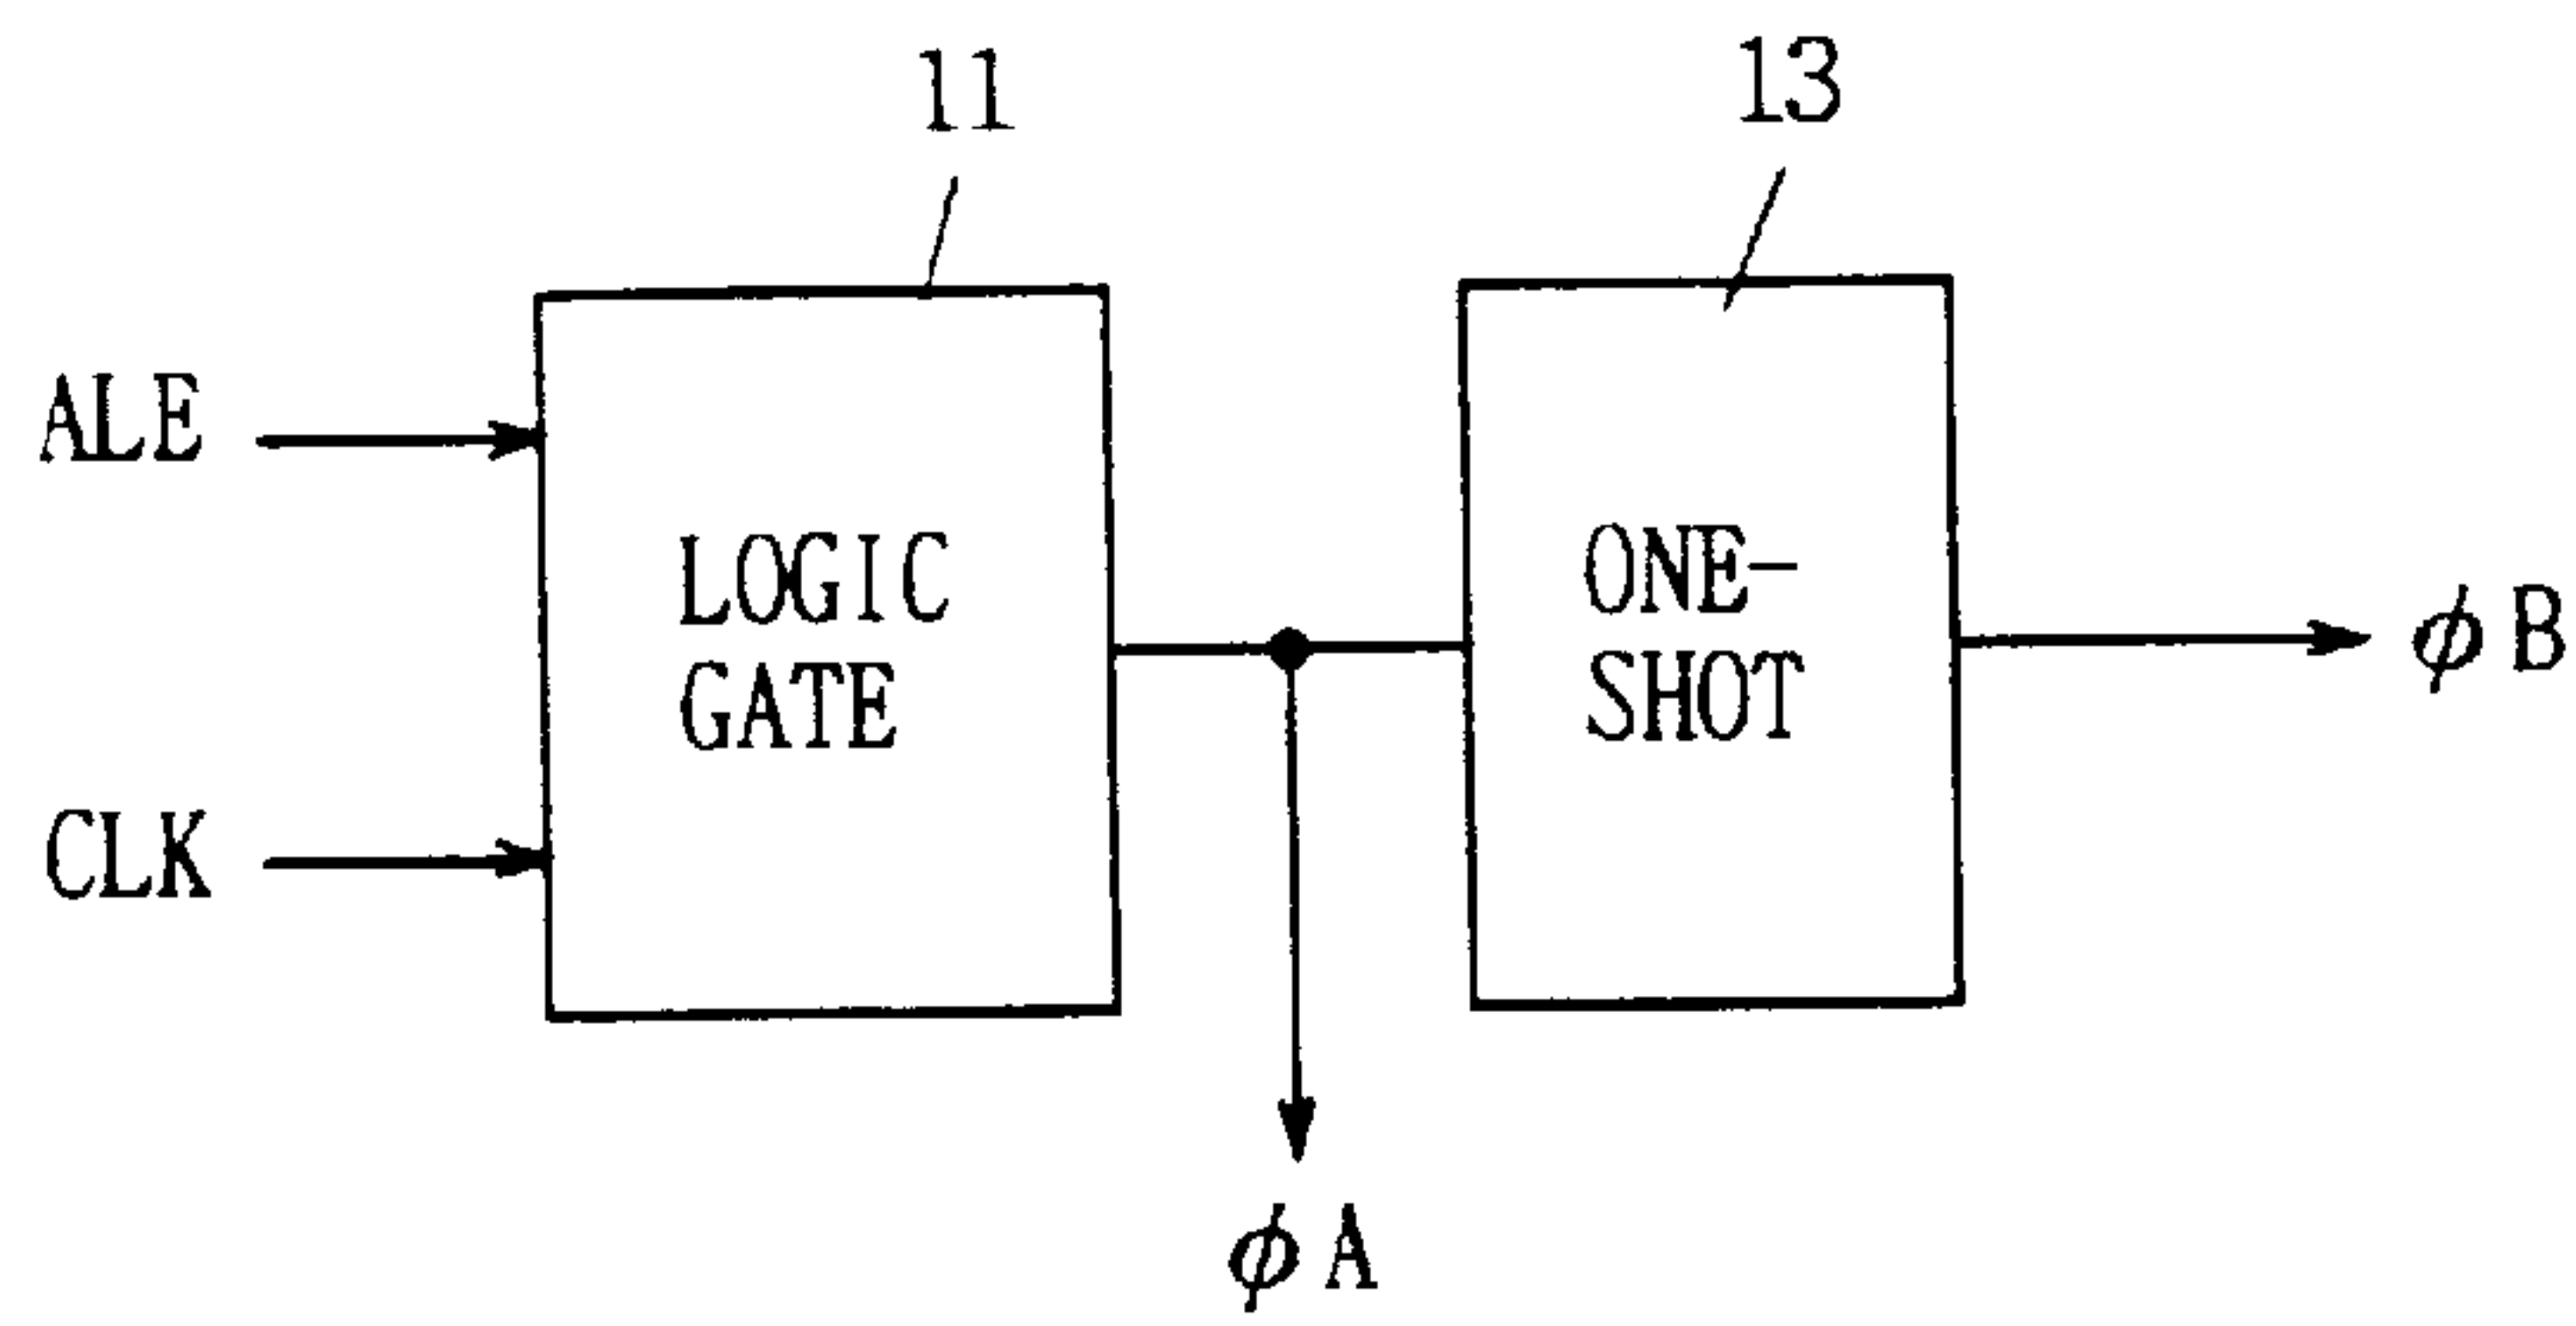 11
13
ALE
LOGIC
GATE
ONE-
SHOT
φB
CLK
φA